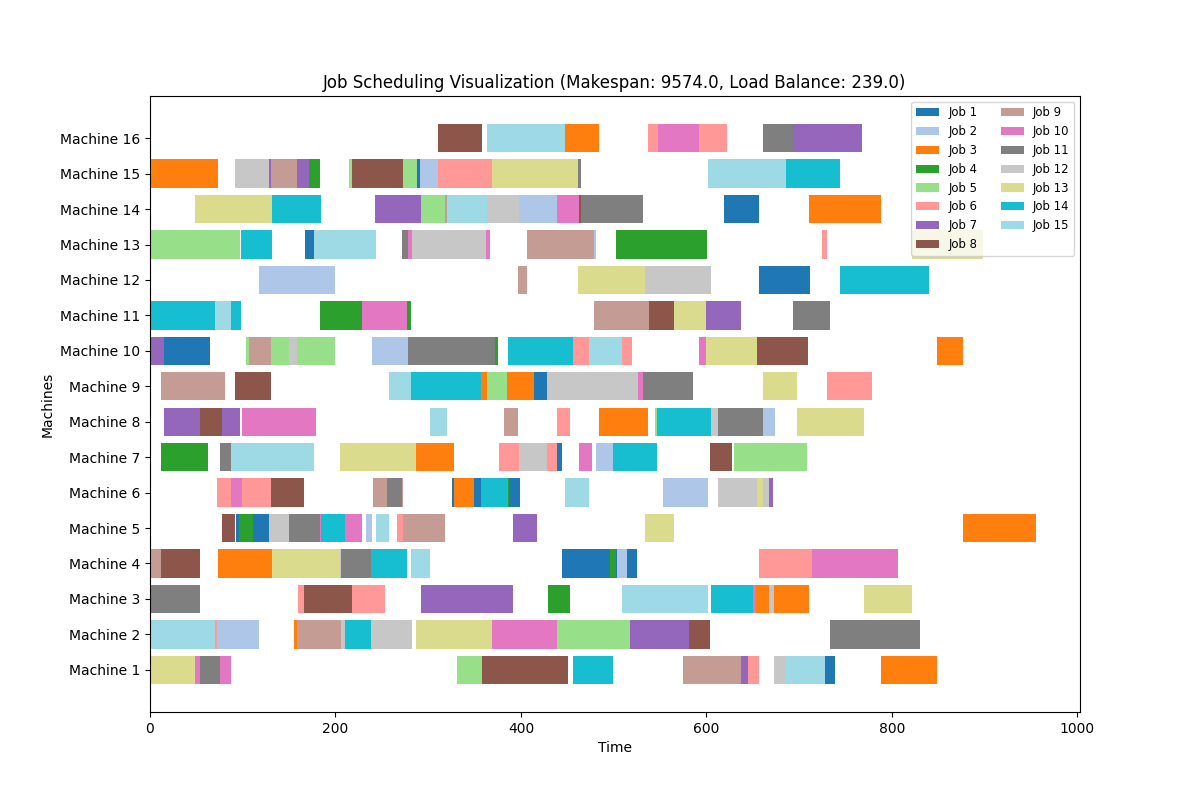 Job Scheduling Visualization (Makespan: 9574.0, Load Balance: 239.0)
Machine 16
Machine 15
Machine 14
Machine 13
Machine 12
Machine 11
Machine 10
Machine 9
Machine 8
Machine 7
Machine 6
Machine 5
Machine 4
Machine 3
Machine 2
Machine 1
Machines
0 200 400 600 800 1000
Time
Job 1
Job 2
Job 3
Job 4
Job 5
Job 6
Job 7
Job 8
Job 9
Job 10
Job 11
Job 12
Job 13
Job 14
Job 15